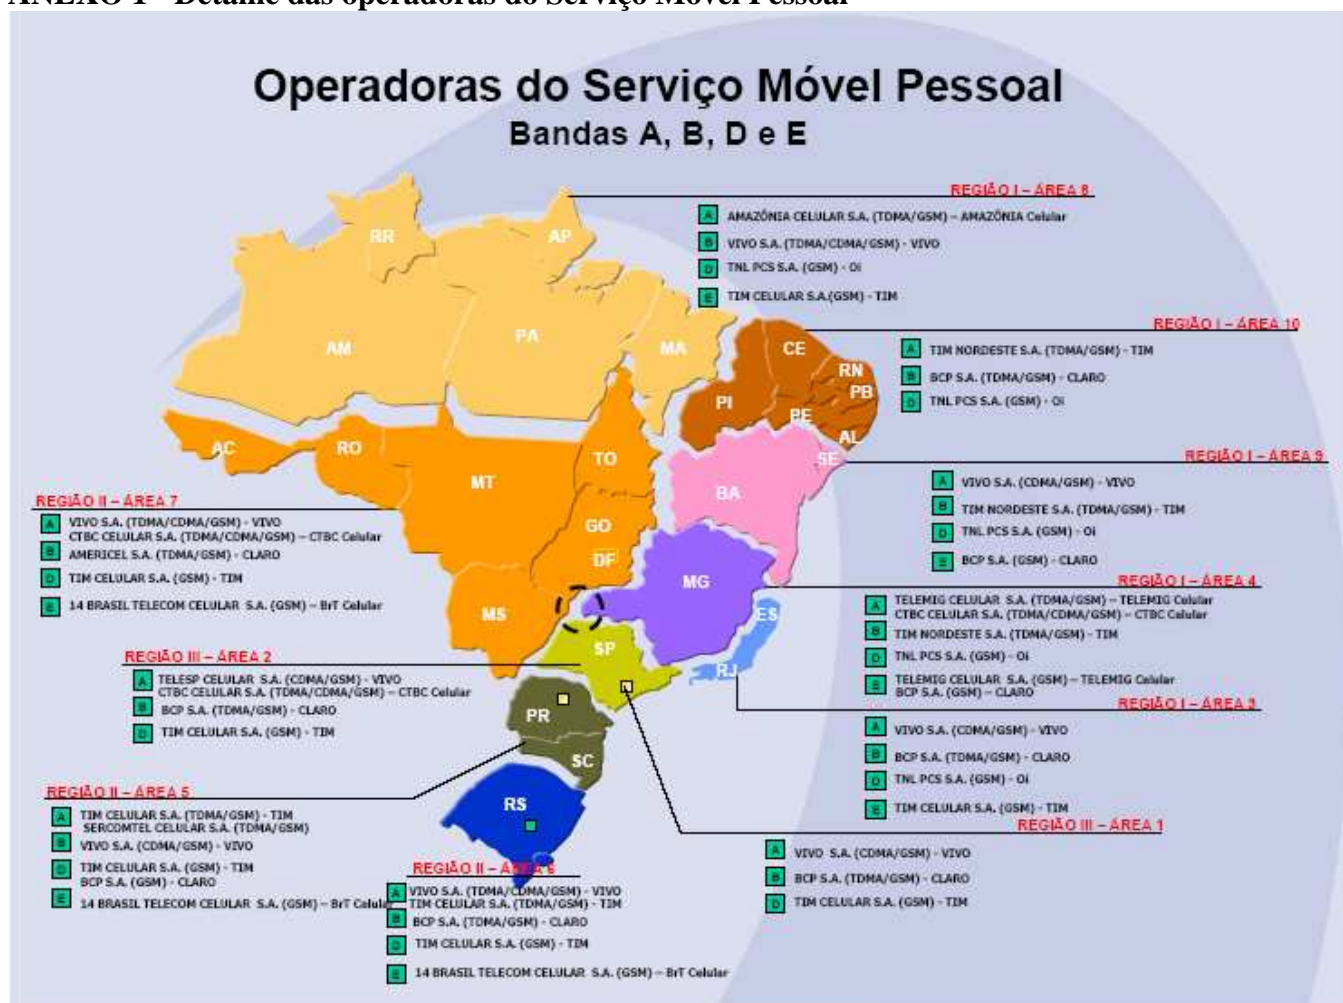 ANEXO 1 - Detalhe das operadoras do Serviço Móvel Pessoal
Operadoras do Serviço Móvel Pessoal
Bandas A, B, D e E
REGIÃO I – ÁREA 8
A AMAZÔNIA CELULAR S.A. (TDMA/GSM) – AMAZÔNIA Celular
B VIVO S.A. (TDMA/CDMA/GSM) - VIVO
D TNL PCS S.A. (GSM) - Oi
E TIM CELULAR S.A.(GSM) - TIM
REGIÃO I – ÁREA 10
A TIM NORDESTE S.A. (TDMA/GSM) - TIM
B BCP S.A. (TDMA/GSM) - CLARO
D TNL PCS S.A. (GSM) - Oi
REGIÃO I – ÁREA 9
A VIVO S.A. (CDMA/GSM) - VIVO
B TIM NORDESTE S.A. (TDMA/GSM) - TIM
D TNL PCS S.A. (GSM) - Oi
E BCP S.A. (GSM) - CLARO
REGIÃO I – ÁREA 4
A TELEMIG CELULAR S.A. (TDMA/GSM) – TELEMIG Celular
CTBC CELULAR S.A. (TDMA/CDMA/GSM) – CTBC Celular
B TIM NORDESTE S.A. (TDMA/GSM) - TIM
D TNL PCS S.A. (GSM) - Oi
E TELEMIG CELULAR S.A. (GSM) – TELEMIG Celular
BCP S.A. (GSM) – CLARO
REGIÃO I – ÁREA 3
A VIVO S.A. (CDMA/GSM) - VIVO
B BCP S.A. (TDMA/GSM) - CLARO
D TNL PCS S.A. (GSM) - Oi
E TIM CELULAR S.A. (GSM) - TIM
REGIÃO III – ÁREA 1
A VIVO S.A. (CDMA/GSM) - VIVO
B BCP S.A. (TDMA/GSM) - CLARO
D TIM CELULAR S.A. (GSM) - TIM
REGIÃO II – ÁREA 7
A VIVO S.A. (TDMA/CDMA/GSM) - VIVO
CTBC CELULAR S.A. (TDMA/CDMA/GSM) – CTBC Celular
B AMERICEL S.A. (TDMA/GSM) - CLARO
D TIM CELULAR S.A. (GSM) - TIM
E 14 BRASIL TELECOM CELULAR S.A. (GSM) – BrT Celular
REGIÃO III – ÁREA 2
A TELESP CELULAR S.A. (CDMA/GSM) - VIVO
CTBC CELULAR S.A. (TDMA/CDMA/GSM) – CTBC Celular
B BCP S.A. (TDMA/GSM) - CLARO
D TIM CELULAR S.A. (GSM) - TIM
REGIÃO II – ÁREA 5
A TIM CELULAR S.A. (TDMA/GSM) - TIM
SERCOMTEL CELULAR S.A. (TDMA/GSM)
B VIVO S.A. (CDMA/GSM) - VIVO
D TIM CELULAR S.A. (GSM) - TIM
BCP S.A. (GSM) - CLARO
E 14 BRASIL TELECOM CELULAR S.A. (GSM) – BrT Celular
REGIÃO II – ÁREA 6
A VIVO S.A. (TDMA/CDMA/GSM) - VIVO
TIM CELULAR S.A. (TDMA/GSM) - TIM
B BCP S.A. (TDMA/GSM) - CLARO
D TIM CELULAR S.A. (GSM) - TIM
E 14 BRASIL TELECOM CELULAR S.A. (GSM) – BrT Celular
RR
AP
AM
PA
MA
CE
RN
PB
PI
PE
AL
SE
AC
RO
MT
TO
BA
GO
DF
MG
MS
ES
SP
RJ
PR
SC
RS